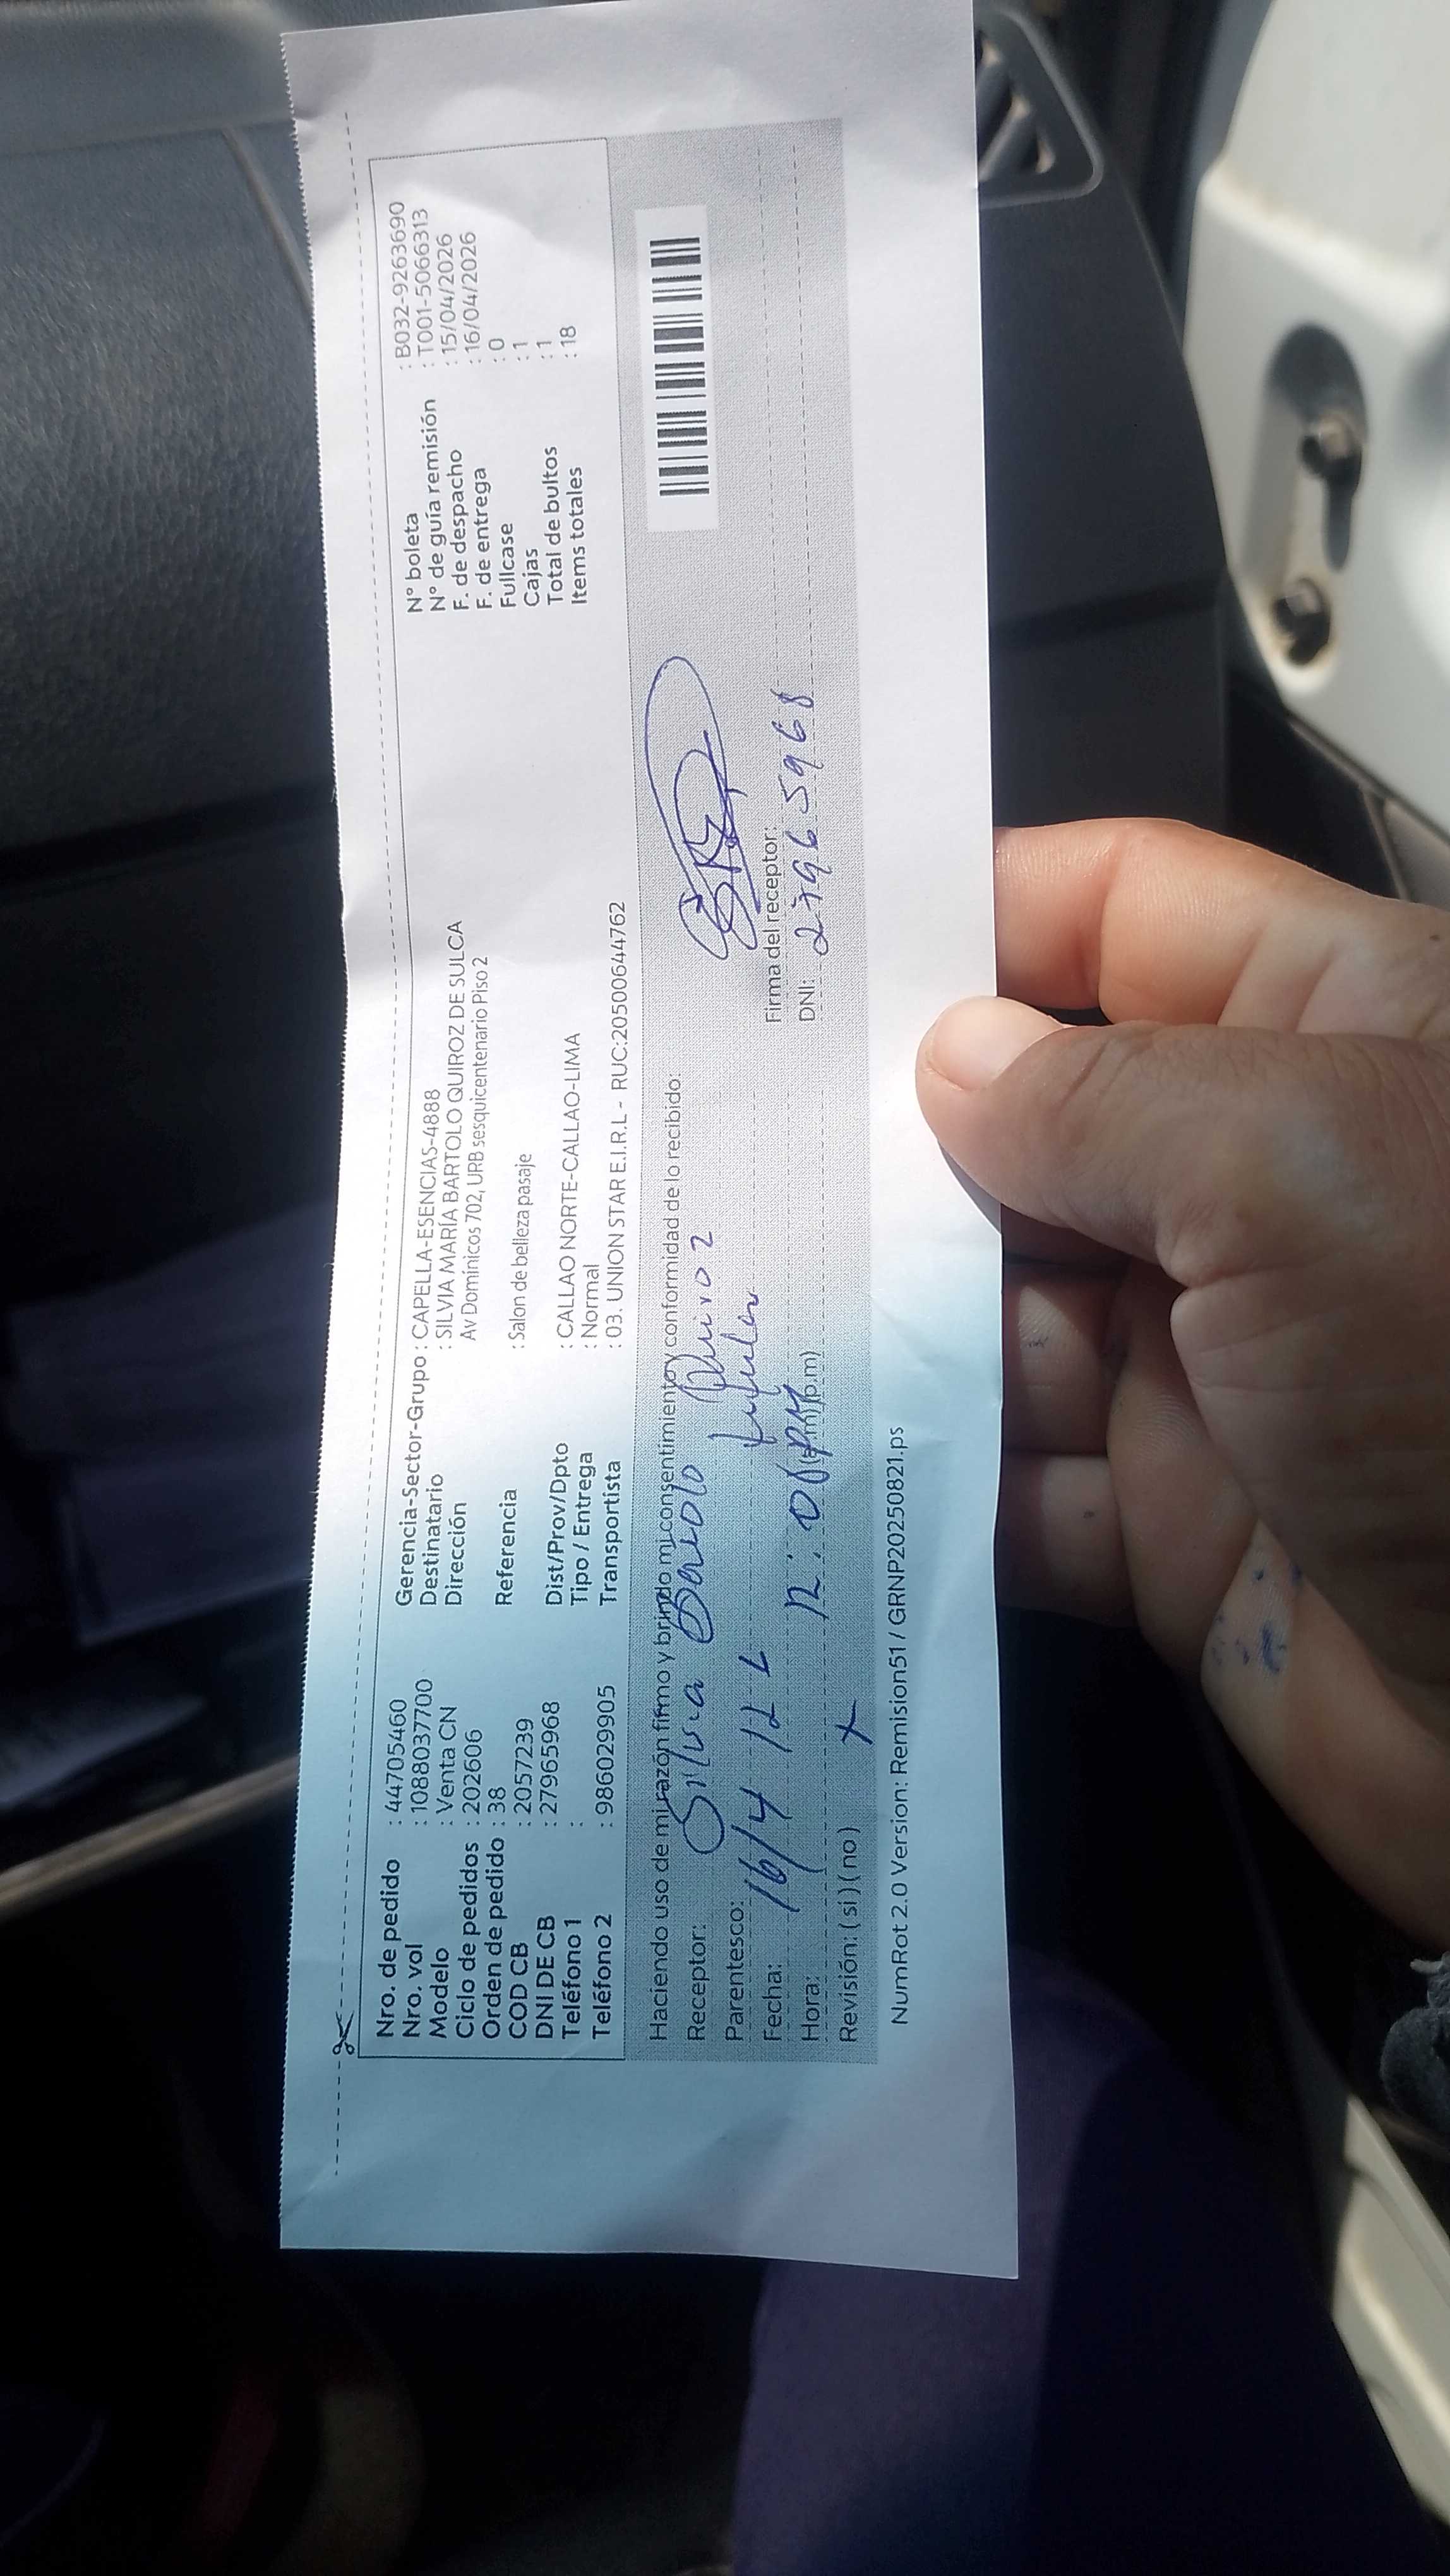 Nro. de pedido : 44705460 Gerencia-Sector-Grupo : CAPELLA-ESENCIAS-4888 N° boleta : B032-9263690
Nro. vol : 1088037700 Destinatario : SILVIA MARÍA BARTOLO QUIROZ DE SULCA N° de guía remisión : T001-5066313
Modelo : Venta CN Dirección Av Dominicos 702, URB sesquicentenario Piso 2 F. de despacho : 15/04/2026
Ciclo de pedidos : 202606 F. de entrega : 16/04/2026
Orden de pedido : 38 Referencia : Salon de belleza pasaje Fullcase : 0
COD CB : 2057239 Cajas : 1
DNI DE CB : 27965968 Dist/Prov/Dpto : CALLAO NORTE-CALLAO-LIMA Total de bultos : 1
Teléfono 1 : Tipo / Entrega : Normal Items totales : 18
Teléfono 2 : 986029905 Transportista : 03. UNION STAR E.I.R.L - RUC:20500644762
Haciendo uso de mi razón firmo y brindo mi consentimiento y conformidad de lo recibido:
Receptor: Silvia Bartolo Quiroz
Parentesco: titular
Fecha: 16/4 Firma del receptor:
Hora: (a.m) (p.m) DNI: 27965968
Revisión: ( si ) ( no ) X
NumRot 2.0 Version: Remision51 / GRNP20250821.ps